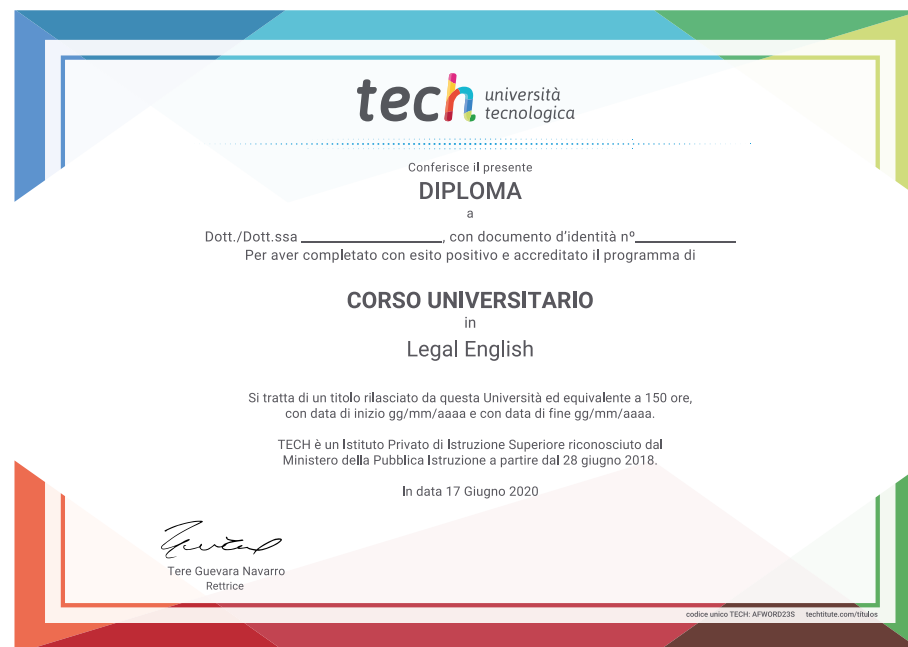 tech università
tecnologica
Conferisce il presente
DIPLOMA
a
Dott./Dott.ssa ____________________, con documento d'identità nº______________
Per aver completato con esito positivo e accreditato il programma di
CORSO UNIVERSITARIO
in
Legal English
Si tratta di un titolo rilasciato da questa Università ed equivalente a 150 ore,
con data di inizio gg/mm/aaaa e con data di fine gg/mm/aaaa.
TECH è un Istituto Privato di Istruzione Superiore riconosciuto dal
Ministero della Pubblica Istruzione a partire dal 28 giugno 2018.
In data 17 Giugno 2020
Tere Guevara Navarro
Rettrice
codice unico TECH: AFWORD23S techtitute.com/títulos